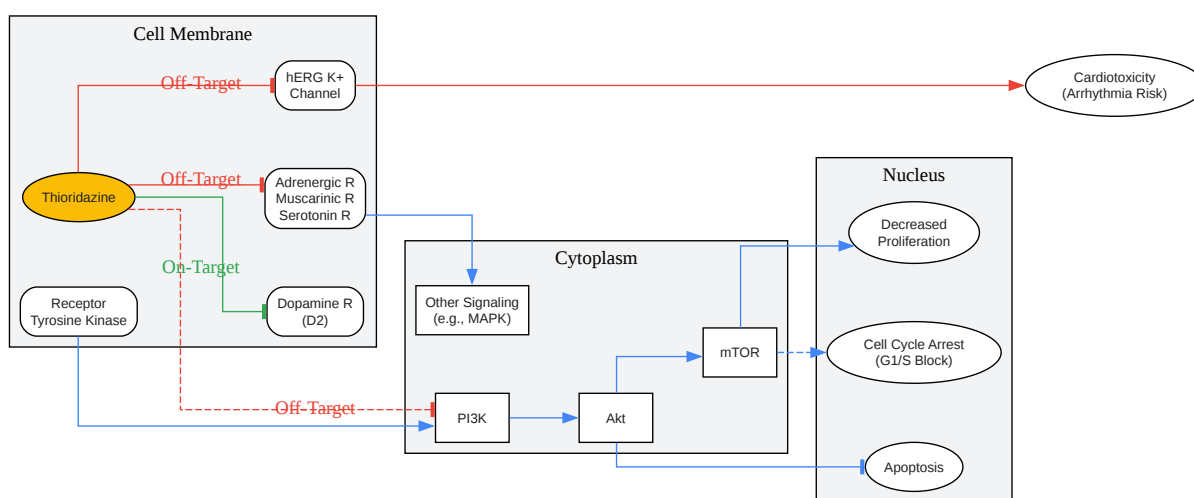 Cell Membrane
Off-Target
hERG K+
Channel
Cardiotoxicity
(Arrhythmia Risk)
Off-Target
Thioridazine
Adrenergic R
Muscarinic R
Serotonin R
On-Target
Receptor
Tyrosine Kinase
Dopamine R
(D2)
Cytoplasm
Other Signaling
(e.g., MAPK)
mTOR
Off-Target
PI3K
Akt
Nucleus
Decreased
Proliferation
Cell Cycle Arrest
(G1/S Block)
Apoptosis